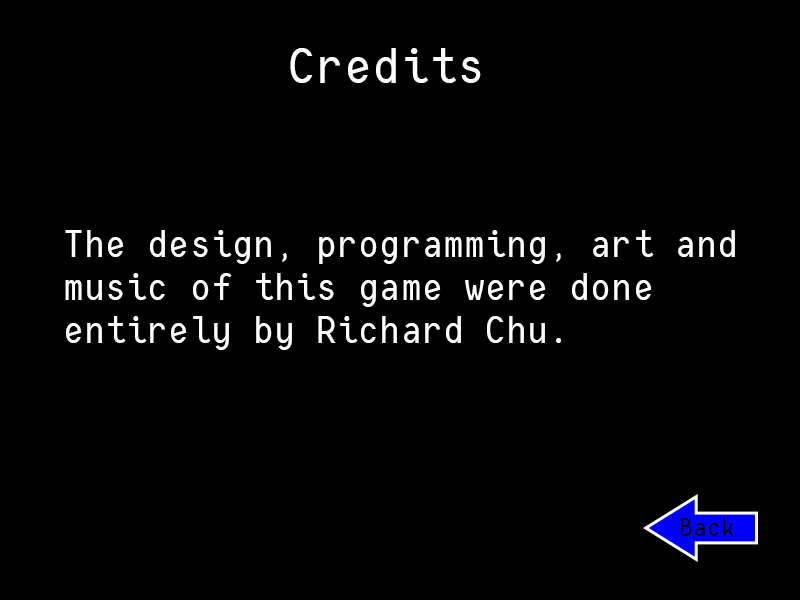 Credits
The design, programming, art and
music of this game were done
entirely by Richard Chu.
Back